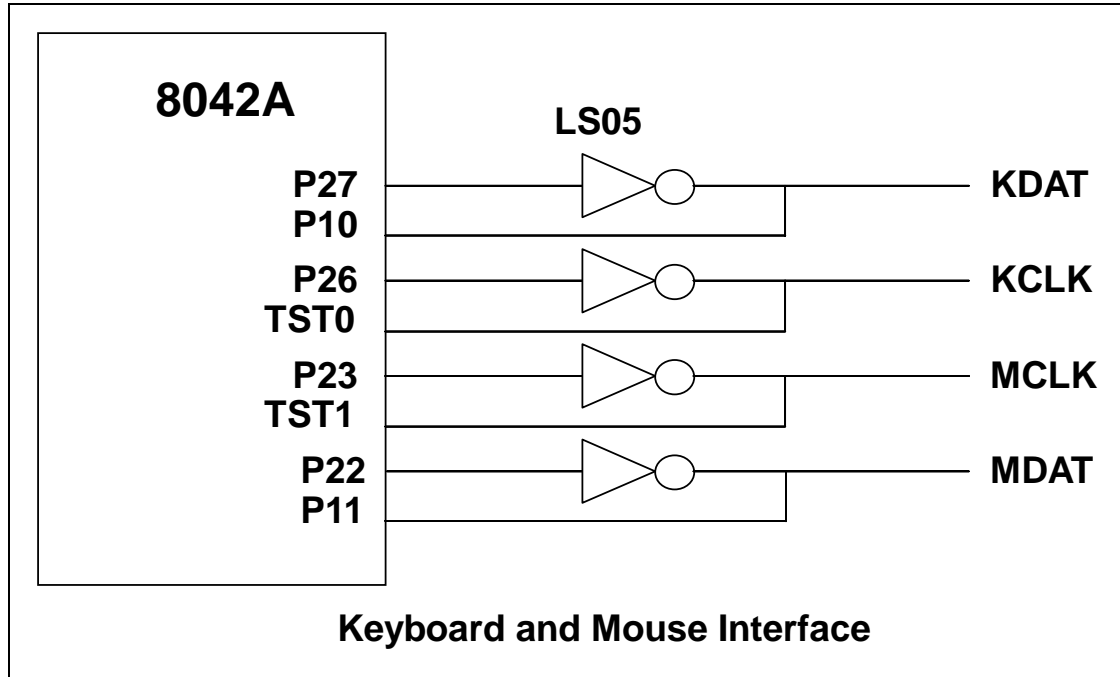 8042A
LS05
P27
KDAT
P10
P26
KCLK
TST0
P23
MCLK
TST1
P22
MDAT
P11
Keyboard and Mouse Interface